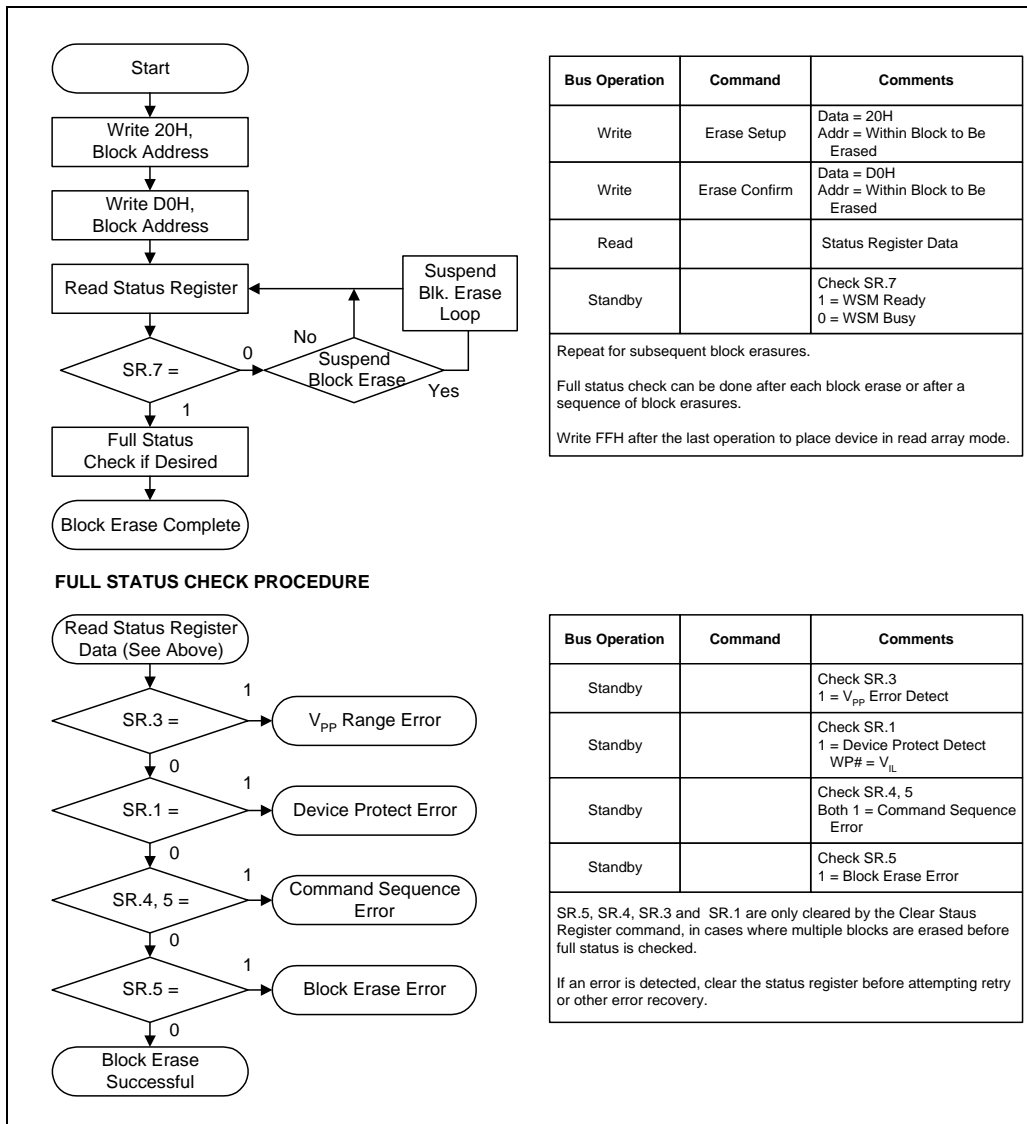 Start
Write 20H,
Block Address
Write D0H,
Block Address
Read Status Register
Suspend
Blk. Erase
Loop
No
SR.7 =
0
Suspend
Block Erase
Yes
1
Full Status
Check if Desired
Block Erase Complete
Bus Operation Command Comments
Write Erase Setup Data = 20H
Addr = Within Block to Be
Erased
Write Erase Confirm Data = D0H
Addr = Within Block to Be
Erased
Read Status Register Data
Standby Check SR.7
1 = WSM Ready
0 = WSM Busy
Repeat for subsequent block erasures.
Full status check can be done after each block erase or after a
sequence of block erasures.
Write FFH after the last operation to place device in read array mode.
FULL STATUS CHECK PROCEDURE
Read Status Register
Data (See Above)
SR.3 =
1
VPP Range Error
0
SR.1 =
1
Device Protect Error
0
SR.4, 5 =
1
Command Sequence
Error
0
SR.5 =
1
Block Erase Error
0
Block Erase
Successful
Bus Operation Command Comments
Standby Check SR.3
1 = VPP Error Detect
Standby Check SR.1
1 = Device Protect Detect
WP# = VIL
Standby Check SR.4, 5
Both 1 = Command Sequence
Error
Standby Check SR.5
1 = Block Erase Error
SR.5, SR.4, SR.3 and SR.1 are only cleared by the Clear Staus
Register command, in cases where multiple blocks are erased before
full status is checked.
If an error is detected, clear the status register before attempting retry
or other error recovery.